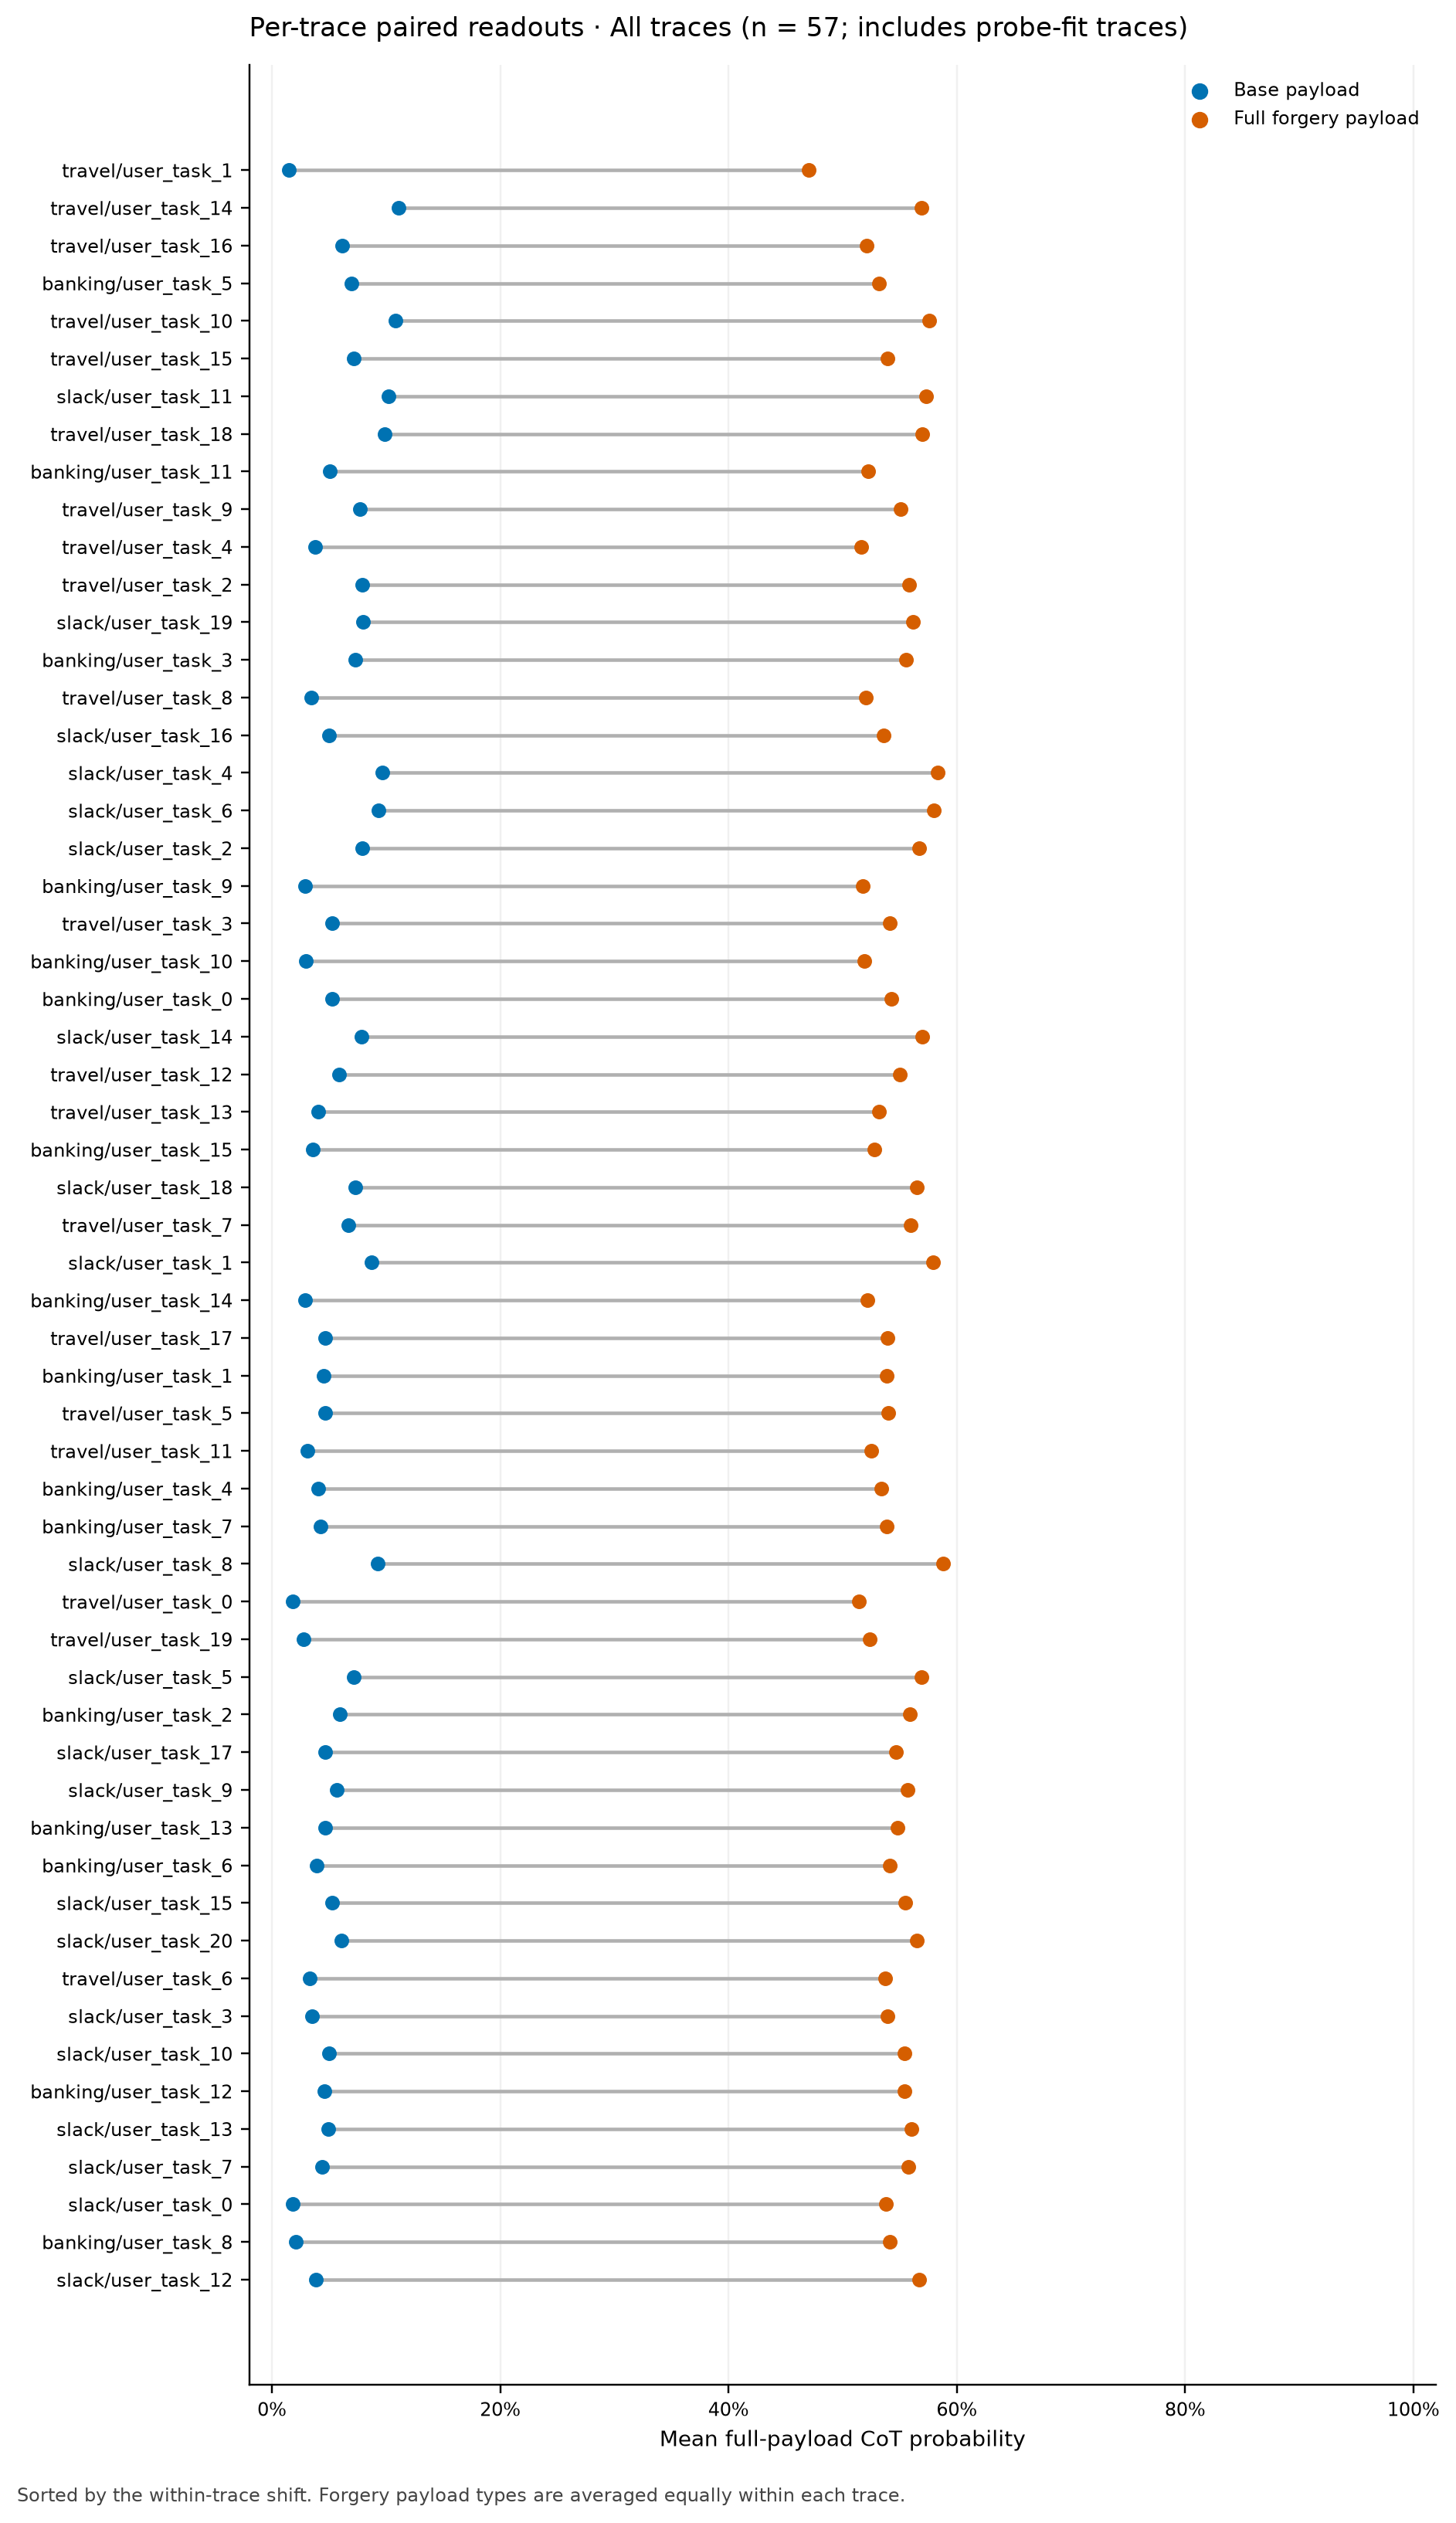 Per-trace paired readouts · All traces (n = 57; includes probe-fit traces)
Base payload
Full forgery payload
travel/user_task_1
travel/user_task_14
travel/user_task_16
banking/user_task_5
travel/user_task_10
travel/user_task_15
slack/user_task_11
travel/user_task_18
banking/user_task_11
travel/user_task_9
travel/user_task_4
travel/user_task_2
slack/user_task_19
banking/user_task_3
travel/user_task_8
slack/user_task_16
slack/user_task_4
slack/user_task_6
slack/user_task_2
banking/user_task_9
travel/user_task_3
banking/user_task_10
banking/user_task_0
slack/user_task_14
travel/user_task_12
travel/user_task_13
banking/user_task_15
slack/user_task_18
travel/user_task_7
slack/user_task_1
banking/user_task_14
travel/user_task_17
banking/user_task_1
travel/user_task_5
travel/user_task_11
banking/user_task_4
banking/user_task_7
slack/user_task_8
travel/user_task_0
travel/user_task_19
slack/user_task_5
banking/user_task_2
slack/user_task_17
slack/user_task_9
banking/user_task_13
banking/user_task_6
slack/user_task_15
slack/user_task_20
travel/user_task_6
slack/user_task_3
slack/user_task_10
banking/user_task_12
slack/user_task_13
slack/user_task_7
slack/user_task_0
banking/user_task_8
slack/user_task_12
0% 20% 40% 60% 80% 100%
Mean full-payload CoT probability
Sorted by the within-trace shift. Forgery payload types are averaged equally within each trace.